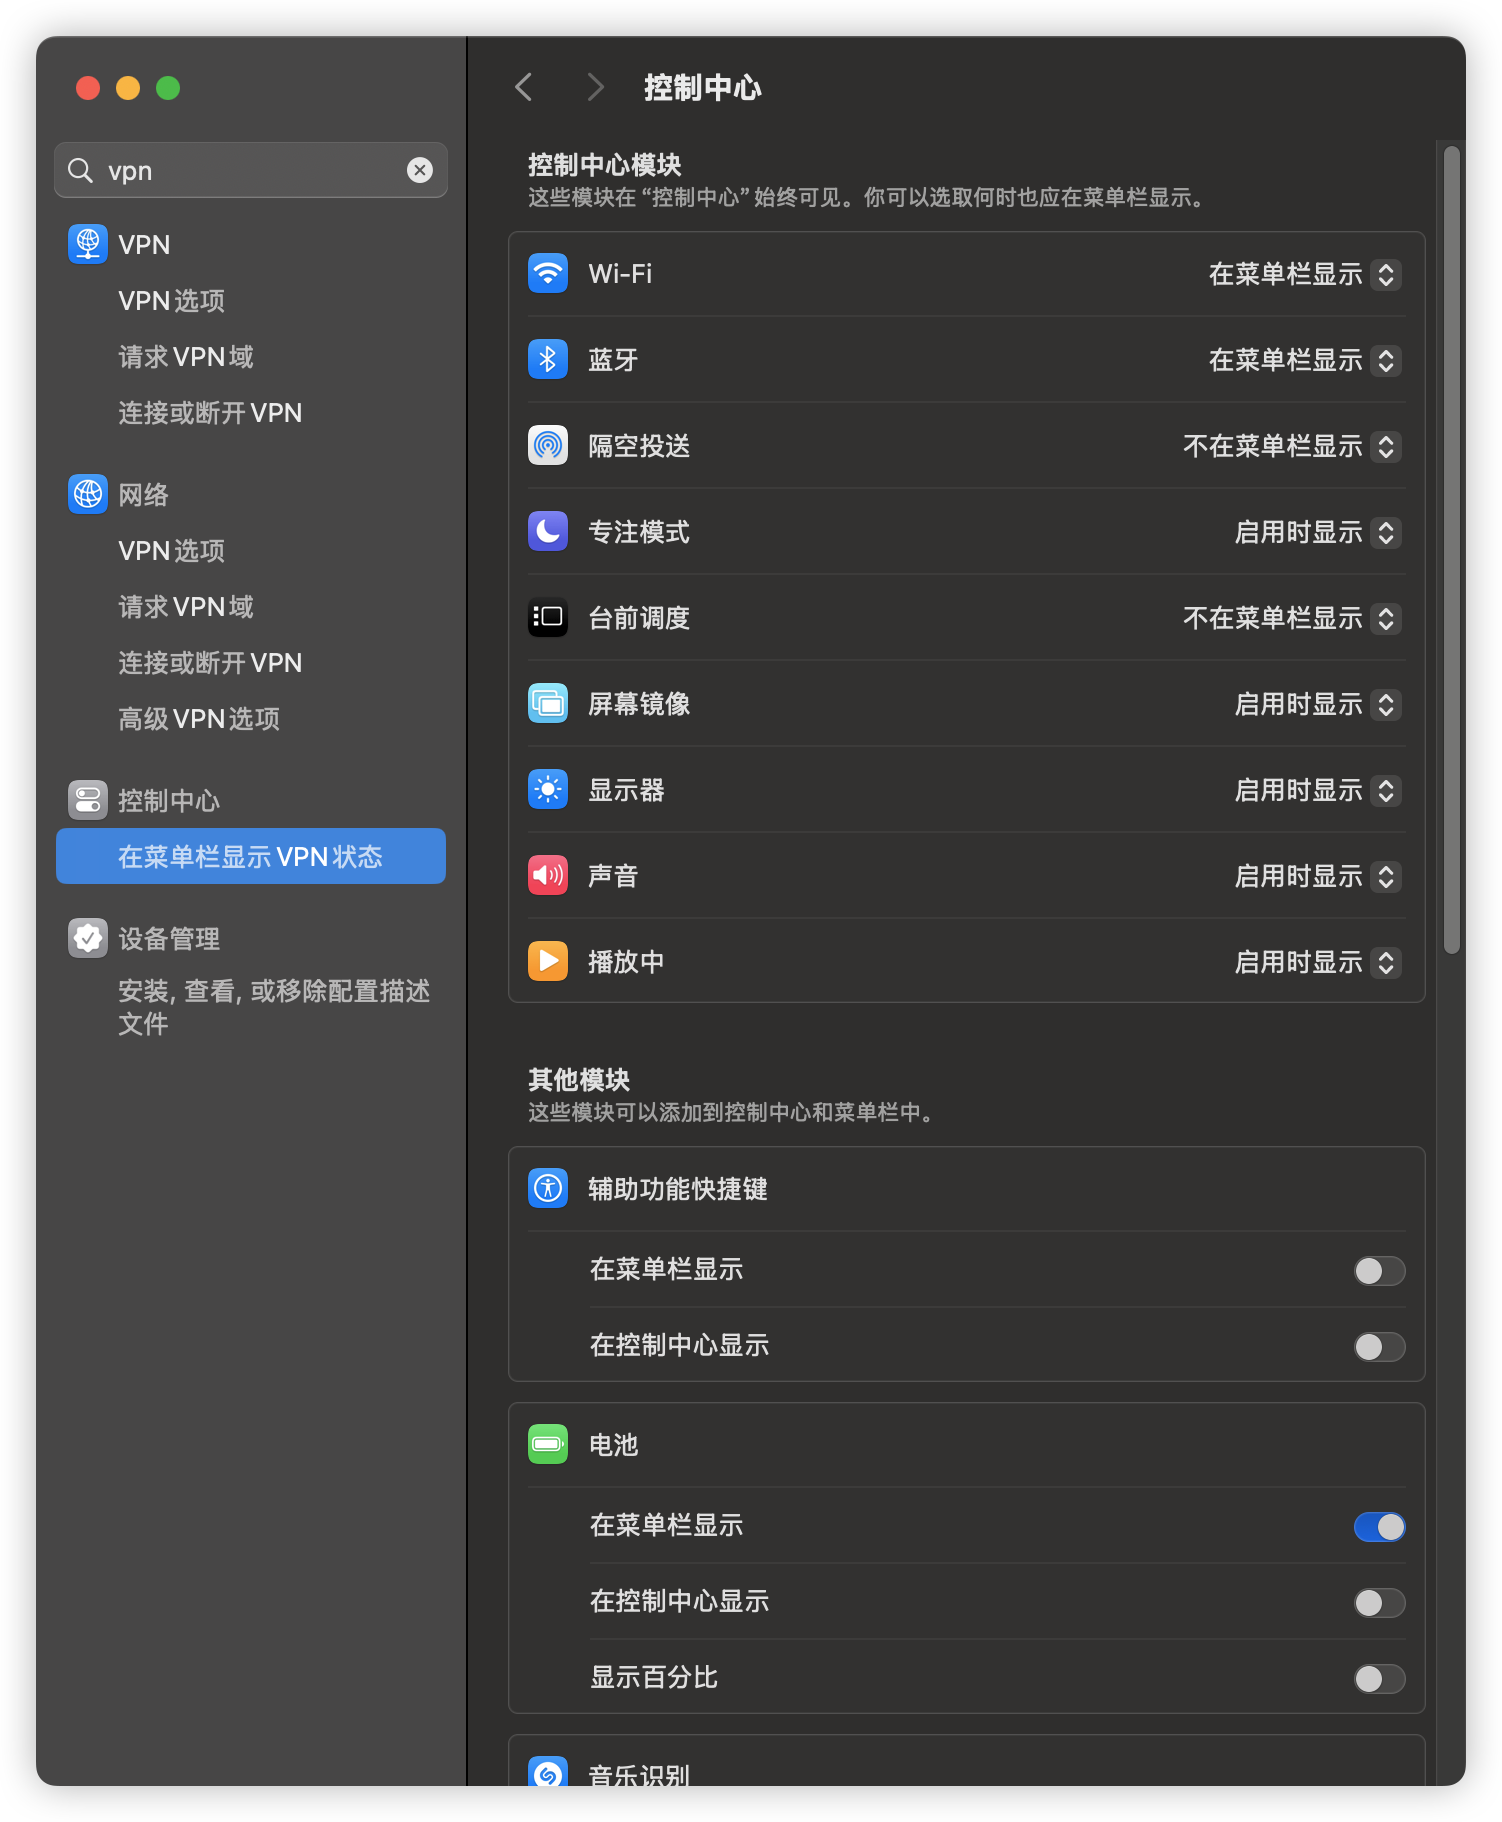 vpn
VPN
VPN选项
请求VPN域
连接或断开VPN
网络
VPN选项
请求VPN域
连接或断开VPN
高级VPN选项
控制中心
在菜单栏显示VPN状态
设备管理
安装, 查看, 或移除配置描述
文件
控制中心
控制中心模块
这些模块在“控制中心”始终可见。你可以选取何时也应在菜单栏显示。
Wi-Fi 在菜单栏显示
蓝牙 在菜单栏显示
隔空投送 不在菜单栏显示
专注模式 启用时显示
台前调度 不在菜单栏显示
屏幕镜像 启用时显示
显示器 启用时显示
声音 启用时显示
播放中 启用时显示
其他模块
这些模块可以添加到控制中心和菜单栏中。
辅助功能快捷键
在菜单栏显示
在控制中心显示
电池
在菜单栏显示
在控制中心显示
显示百分比
音乐识别